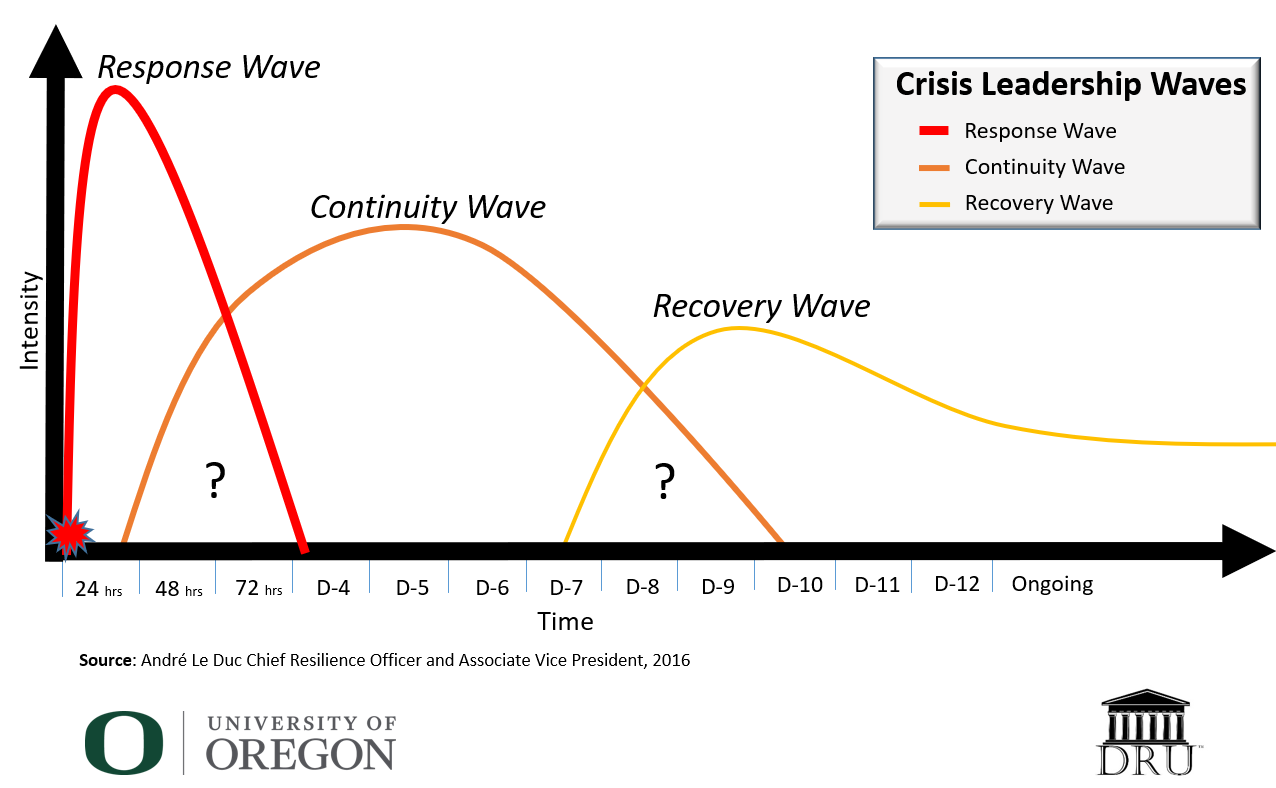 Response Wave
Crisis Leadership Waves
Response Wave
Continuity Wave
Recovery Wave
Continuity Wave
Recovery Wave
Intensity
?
?
24 hrs 48 hrs 72 hrs D-4 D-5 D-6 D-7 D-8 D-9 D-10 D-11 D-12 Ongoing
Time
Source: André Le Duc Chief Resilience Officer and Associate Vice President, 2016
O
UNIVERSITY OF
OREGON
DRU™